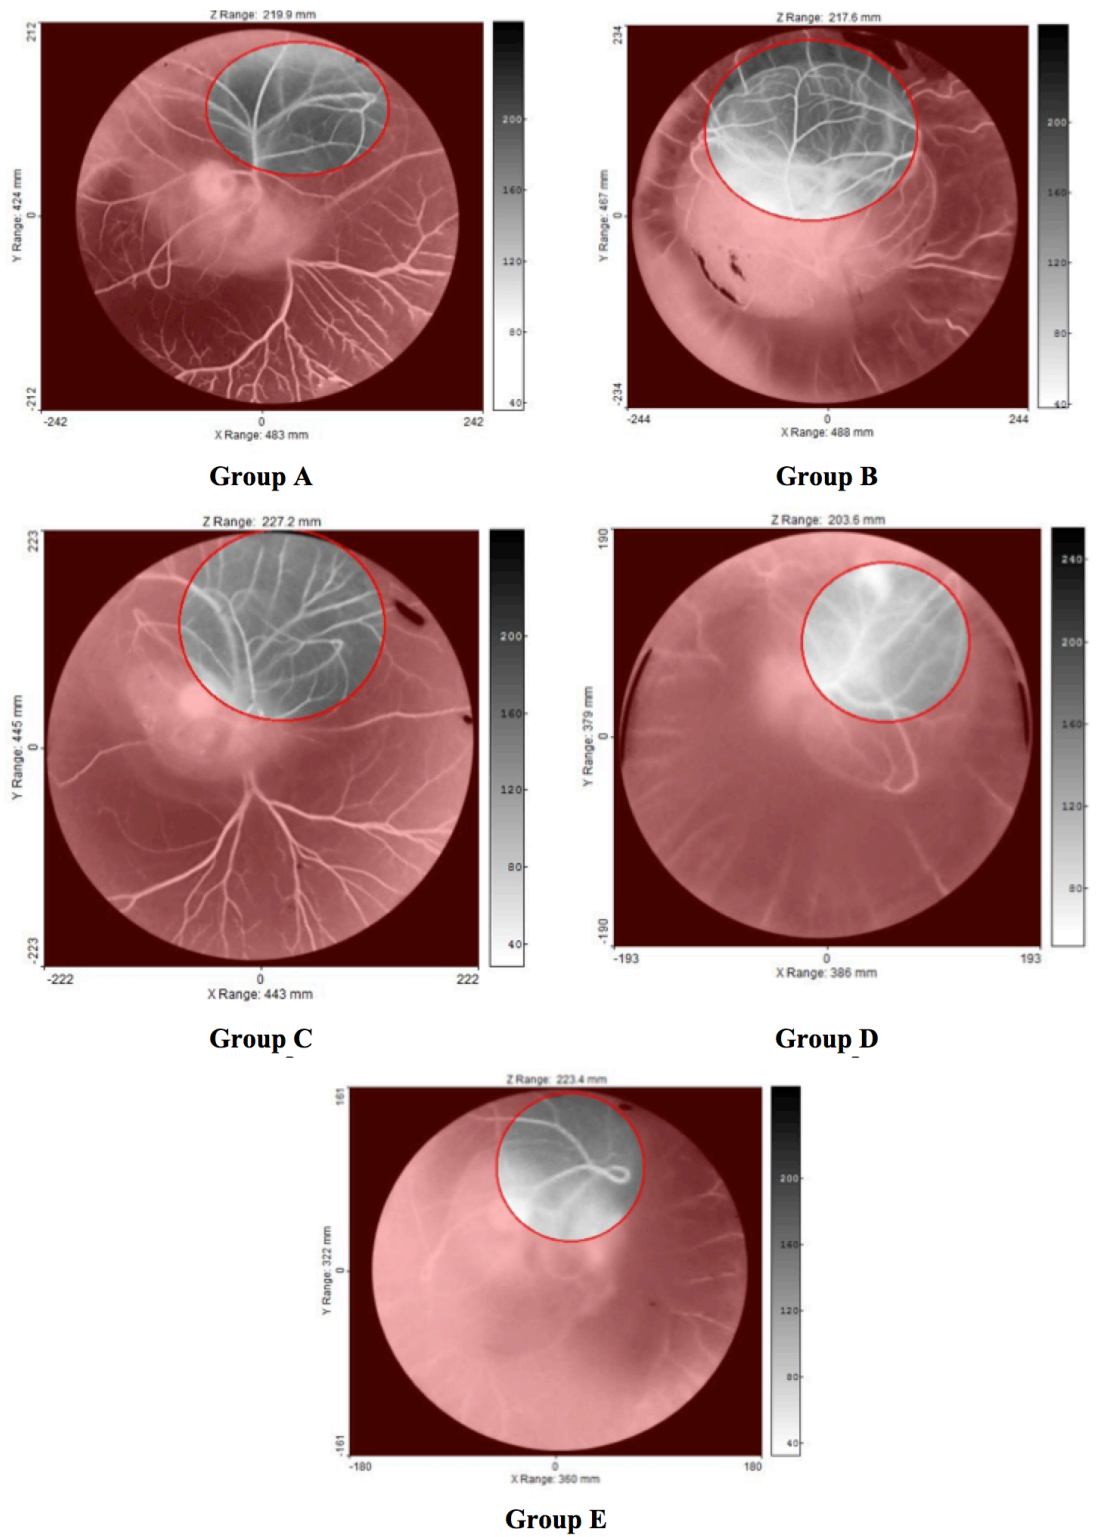 Z Range: 219.9 mm
212
Y Range: 424 mm
0
-212
-242 0 242
X Range: 483 mm
200
160
120
80
40
Group A
Z Range: 217.6 mm
234
Y Range: 467 mm
0
-234
-244 0 244
X Range: 488 mm
200
160
120
80
40
Group B
Z Range: 227.2 mm
223
Y Range: 445 mm
0
-223
-222 0 222
X Range: 443 mm
200
160
120
80
40
Group C
Z Range: 203.6 mm
190
Y Range: 379 mm
0
-190
-193 0 193
X Range: 386 mm
240
200
160
120
80
Group D
Z Range: 223.4 mm
161
Y Range: 322 mm
0
-161
-180 0 180
X Range: 360 mm
200
160
120
80
40
Group E